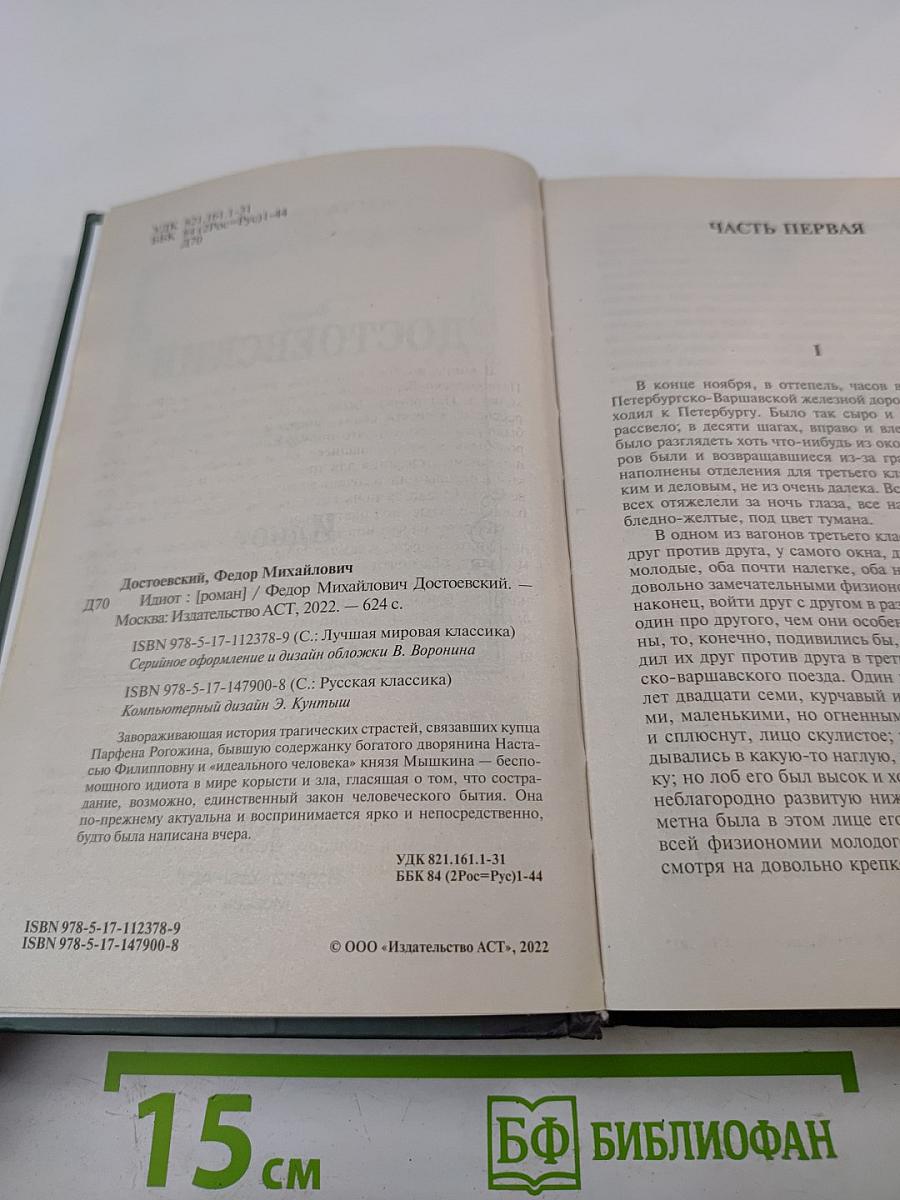 УДК 821.161.1-31
ББК 84 (2Рос=Рус)1-44
Д70
Достоевский, Федор Михайлович
Д70 Идиот : [роман] / Федор Михайлович Достоевский. —
Москва: Издательство АСТ, 2022. — 624 с.
ISBN 978-5-17-112378-9 (С.: Лучшая мировая классика)
Серийное оформление и дизайн обложки В. Воронина
ISBN 978-5-17-147900-8 (С.: Русская классика)
Компьютерный дизайн Э. Кунтыш
Завораживающая история трагических страстей, связавших купца
Парфена Рогожина, бывшую содержанку богатого дворянина Наста-
сью Филипповну и «идеального человека» князя Мышкина — беспо-
мощного идиота в мире корысти и зла, гласящая о том, что состра-
дание, возможно, единственный закон человеческого бытия. Она
по-прежнему актуальна и воспринимается ярко и непосредственно,
будто была написана вчера.
УДК 821.161.1-31
ББК 84 (2Рос=Рус)1-44
ISBN 978-5-17-112378-9
ISBN 978-5-17-147900-8
© ООО «Издательство АСТ», 2022
ЧАСТЬ ПЕРВАЯ
I
В конце ноября, в оттепель, часов в
Петербургско-Варшавской железной доро
ходил к Петербургу. Было так сыро и
рассвело; в десяти шагах, вправо и вле
было разглядеть хоть что-нибудь из око
ров были и возвращавшиеся из-за гра
наполнены отделения для третьего кла
ким и деловым, не из очень далека. Вс
всех отяжелели за ночь глаза, все на
бледно-желтые, под цвет тумана.
В одном из вагонов третьего клас
друг против друга, у самого окна, д
молодые, оба почти налегке, оба н
довольно замечательными физионо
наконец, войти друг с другом в раз
один про другого, чем они особен
ны, то, конечно, подивились бы,
дил их друг против друга в трет
ско-варшавского поезда. Один
лет двадцати семи, курчавый и
ми, маленькими, но огненным
и сплюснут, лицо скулистое;
дывались в какую-то наглую,
ку; но лоб его был высок и хо
неблагородно развитую ниж
метна была в этом лице его
всей физиономии молодог
смотря на довольно крепк
15 см
БФ БИБЛИОФАН